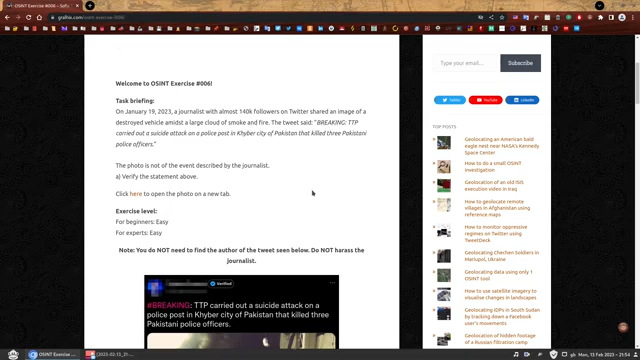 OSINT Exercise #006 – Sof
gralhix.com/osint-exercise-006
Welcome to OSINT Exercise #006!
Task briefing:
On January 19, 2023, a journalist with almost 140k followers on Twitter shared an image of a
destroyed vehicle amidst a large cloud of smoke and fire. The tweet said: "BREAKING: TTP
carried out a suicide attack on a police post in Khyber city of Pakistan that killed three Pakistani
police officers."
The photo is not of the event described by the journalist.
a) Verify the statement above.
Click here to open the photo on a new tab.
Exercise level:
For beginners: Easy
For experts: Easy
Note: You do NOT need to find the author of the tweet seen below. Do NOT harass the
journalist.
Verified
#BREAKING: TTP carried out a suicide attack on a
police post in Khyber city of Pakistan that killed three
Pakistani police officers.
Type your email…
Subscribe
Twitter
YouTube
LinkedIn
TOP POSTS
Geolocating an American bald
eagle nest near NASA's Kennedy
Space Center
How to do a small OSINT
investigation
Geolocation of an old ISIS
execution video in Iraq
How to geolocate remote
villages in Afghanistan using
reference maps
How to monitor oppressive
regimes on Twitter using
TweetDeck
Geolocating Chechen Soldiers in
Mariupol, Ukraine
Geolocating data using only 1 OSINT
tool
How to use satellite imagery to
visualise changes in landscapes
Geolocating IDPs in South Sudan
by tracking down a Facebook
user's movements
Geolocation of hidden footage
of a Russian filtration camp
OSINT Exercise #006
[2023-02-13_21-
gb Mon, 13 Feb 2023 21:54